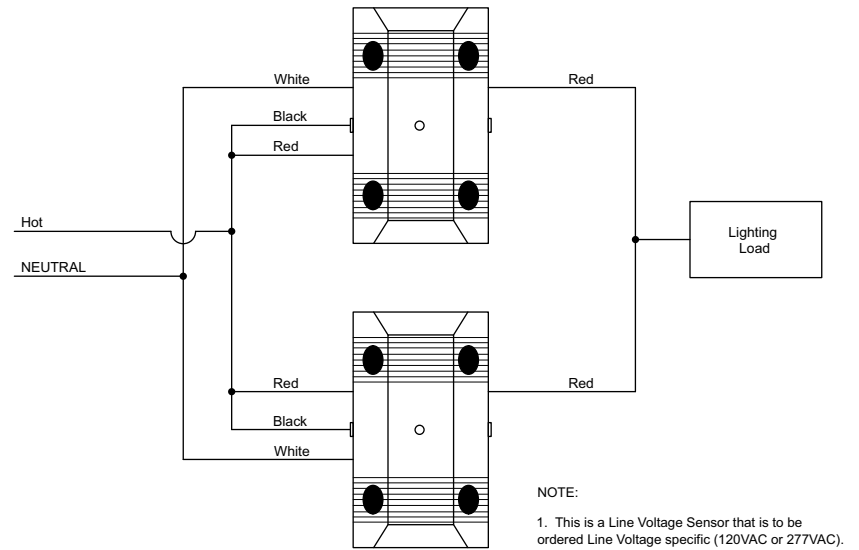 White
Red
Black
Red
Hot
Lighting
Load
NEUTRAL
Red
Red
Black
White
NOTE:
1. This is a Line Voltage Sensor that is to be
ordered Line Voltage specific (120VAC or 277VAC).